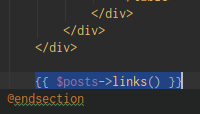 </div>
</div>
</div>
{{ $posts->links() }}
@endsection